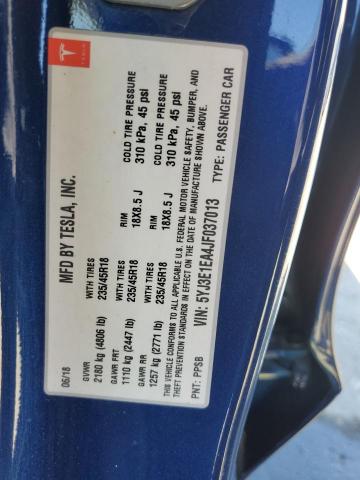 TESLA
MFD BY TESLA, INC.
06/18
GVWR
2180 kg (4806 lb)
GAWR FRT WITH TIRES RIM COLD TIRE PRESSURE
1110 kg (2447 lb) 235/45R18 18X8.5 J 310 kPa, 45 psi
GAWR RR WITH TIRES RIM COLD TIRE PRESSURE
1257 kg (2771 lb) 235/45R18 18X8.5 J 310 kPa, 45 psi
THIS VEHICLE CONFORMS TO ALL APPLICABLE U.S. FEDERAL MOTOR VEHICLE SAFETY, BUMPER, AND
THEFT PREVENTION STANDARDS IN EFFECT ON THE DATE OF MANUFACTURE SHOWN ABOVE.
PNT: PPSB VIN: 5YJ3E1EA4JF037013 TYPE: PASSENGER CAR